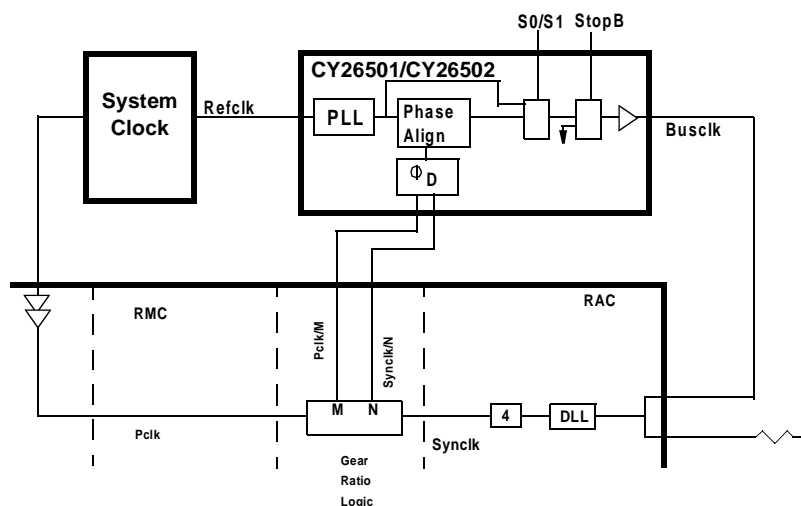 S0/S1 StopB
CY26501/CY26502
System
Clock
Refclk
PLL
Phase
Align
Busclk
Φ D
RMC
RAC
Pclk/M
Synclk/N
M N
4
DLL
Pclk
Synclk
Gear
Ratio
Logic